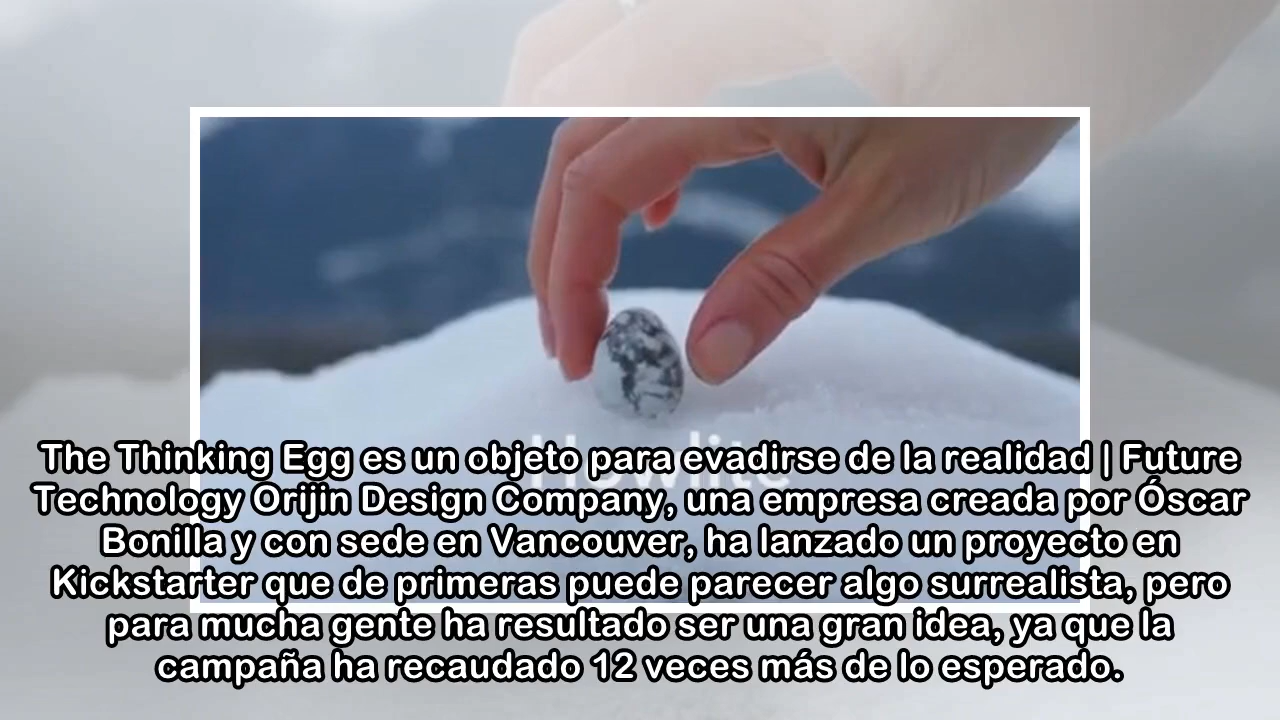 The Thinking Egg es un objeto para evadirse de la realidad | Future
Technology Orijin Design Company, una empresa creada por Óscar
Bonilla y con sede en Vancouver, ha lanzado un proyecto en
Kickstarter que de primeras puede parecer algo surrealista, pero
para mucha gente ha resultado ser una gran idea, ya que la
campaña ha recaudado 12 veces más de lo esperado.
Howlite